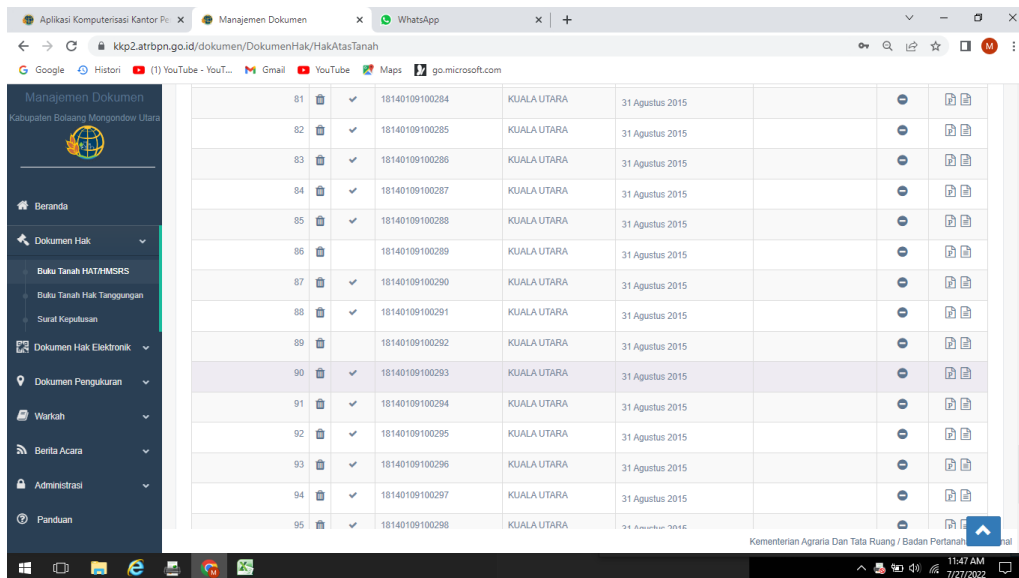 Aplikasi Komputerisasi Kantor Pe
Manajemen Dokumen
WhatsApp
kkp2.atrbpn.go.id/dokumen/DokumenHak/HakAtasTanah
M
Google Histori (1) YouTube - YouT... Gmail YouTube Maps go.microsoft.com
Manajemen Dokumen
Kabupaten Bolaang Mongondow Utara
Beranda
Dokumen Hak
Buku Tanah HAT/HMSRS
Buku Tanah Hak Tanggungan
Surat Keputusan
Dokumen Hak Elektronik
Dokumen Pengukuran
Warkah
Berita Acara
Administrasi
Panduan
81 18140109100284 KUALA UTARA 31 Agustus 2015
82 18140109100285 KUALA UTARA 31 Agustus 2015
83 18140109100286 KUALA UTARA 31 Agustus 2015
84 18140109100287 KUALA UTARA 31 Agustus 2015
85 18140109100288 KUALA UTARA 31 Agustus 2015
86 18140109100289 KUALA UTARA 31 Agustus 2015
87 18140109100290 KUALA UTARA 31 Agustus 2015
88 18140109100291 KUALA UTARA 31 Agustus 2015
89 18140109100292 KUALA UTARA 31 Agustus 2015
90 18140109100293 KUALA UTARA 31 Agustus 2015
91 18140109100294 KUALA UTARA 31 Agustus 2015
92 18140109100295 KUALA UTARA 31 Agustus 2015
93 18140109100296 KUALA UTARA 31 Agustus 2015
94 18140109100297 KUALA UTARA 31 Agustus 2015
95 18140109100298 KUALA UTARA 31 Agustus 2015
Kementerian Agraria Dan Tata Ruang / Badan Pertanah nal
11:47 AM
7/27/2022